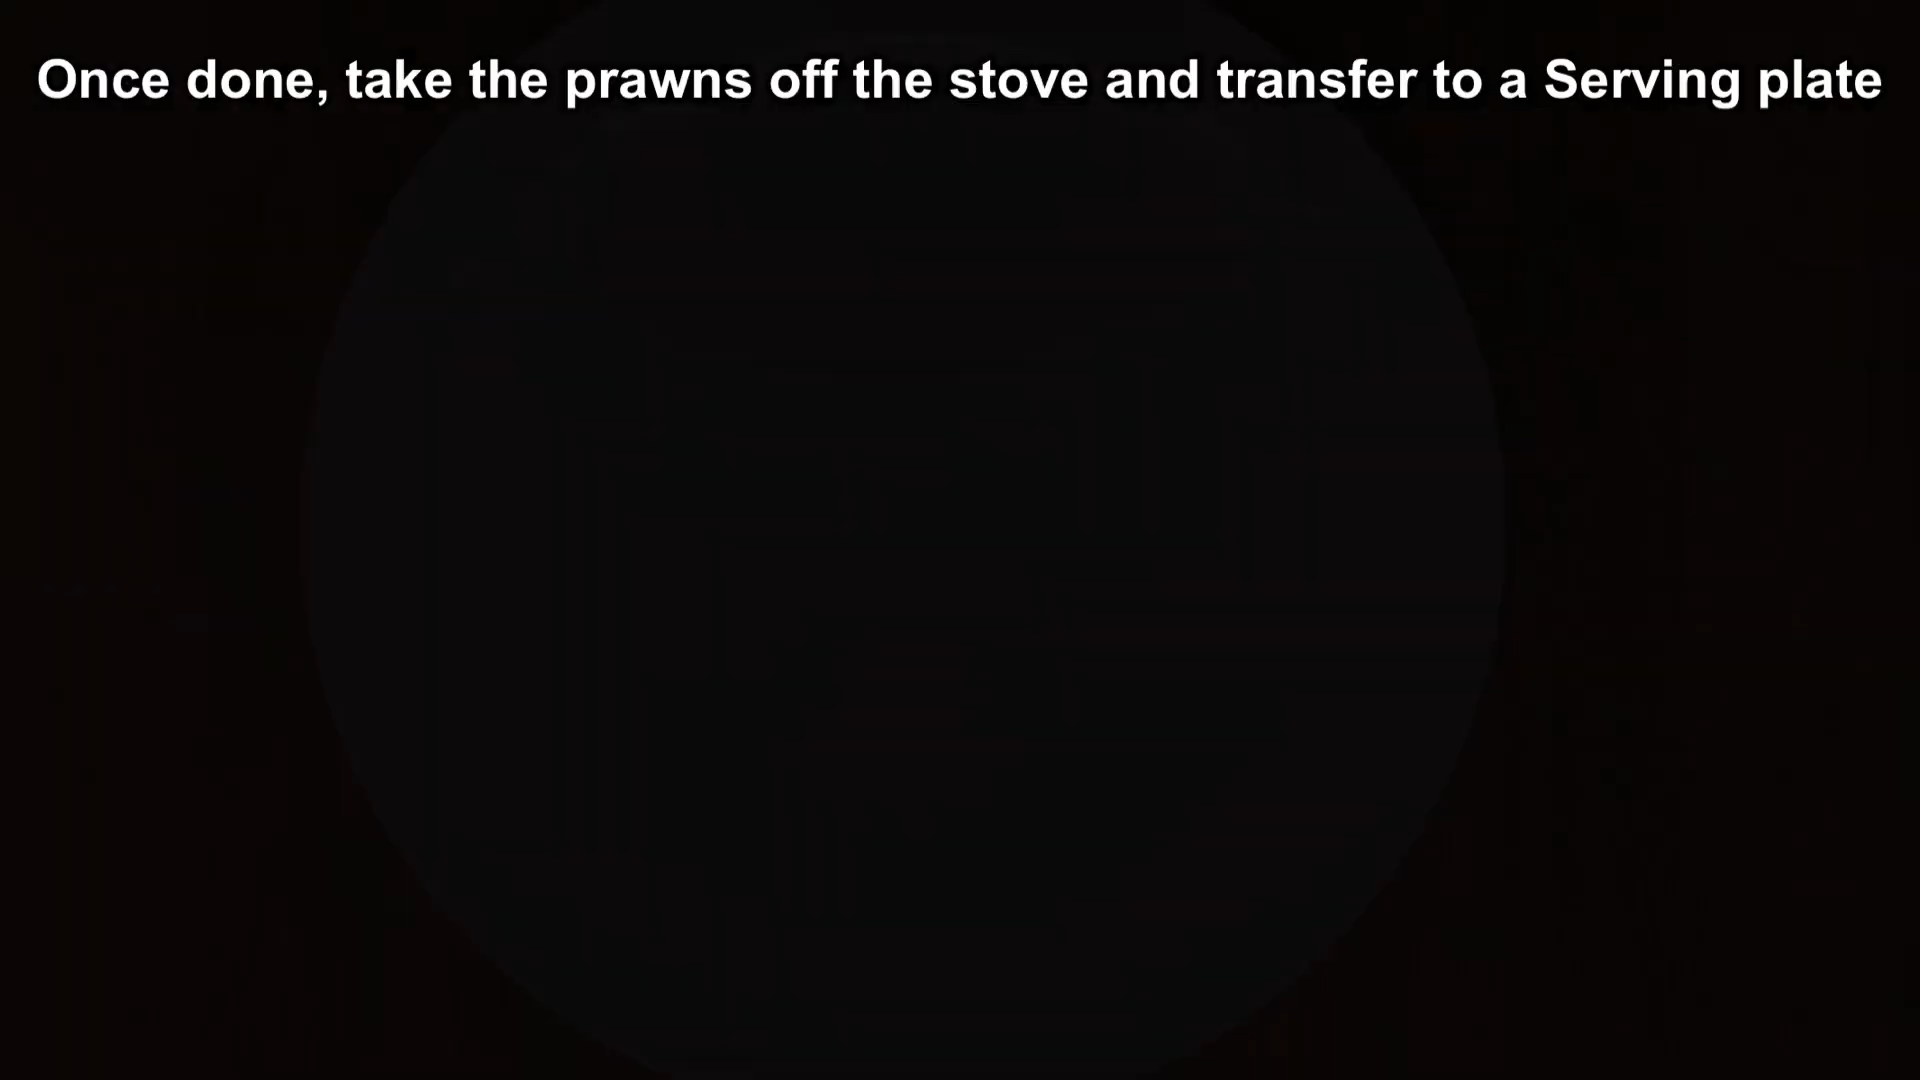 Once done, take the prawns off the stove and transfer to a Serving plate